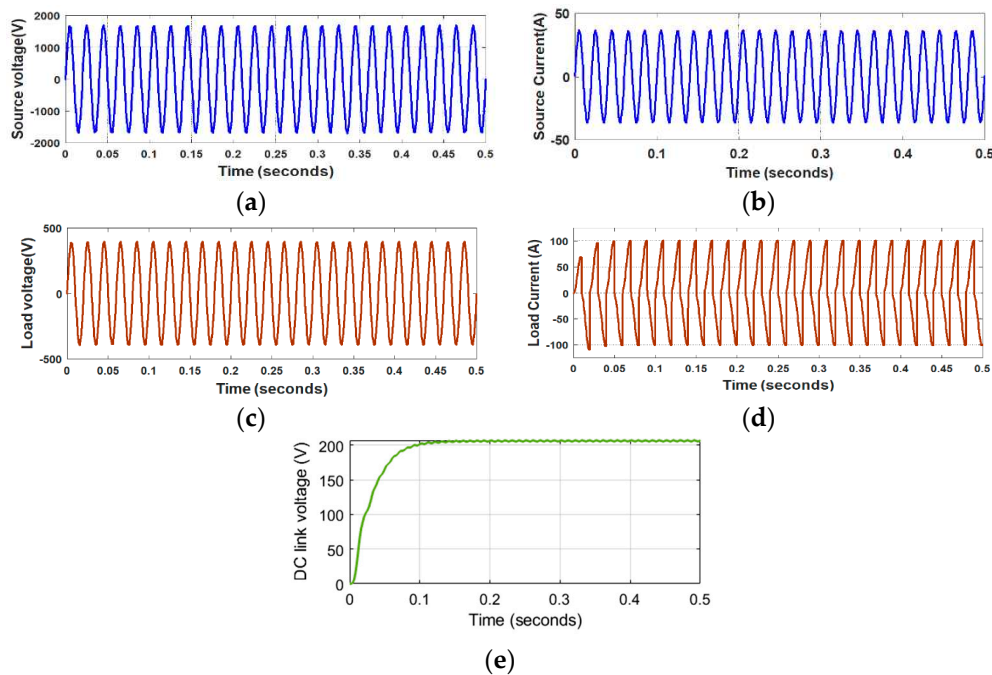 Source voltage(V)
2000
1000
0
-1000
-2000
0 0.05 0.1 0.15 0.2 0.25 0.3 0.35 0.4 0.45 0.5
Time (seconds)
(a)
Source Current(A)
50
0
-50
0 0.1 0.2 0.3 0.4 0.5
Time (seconds)
(b)
Load voltage(V)
500
0
-500
0 0.05 0.1 0.15 0.2 0.25 0.3 0.35 0.4 0.45 0.5
Time (seconds)
(c)
Load Current (A)
100
50
0
-50
-100
0 0.05 0.1 0.15 0.2 0.25 0.3 0.35 0.4 0.45 0.5
Time (seconds)
(d)
DC link voltage (V)
200
150
100
50
0
0 0.1 0.2 0.3 0.4 0.5
Time (seconds)
(e)